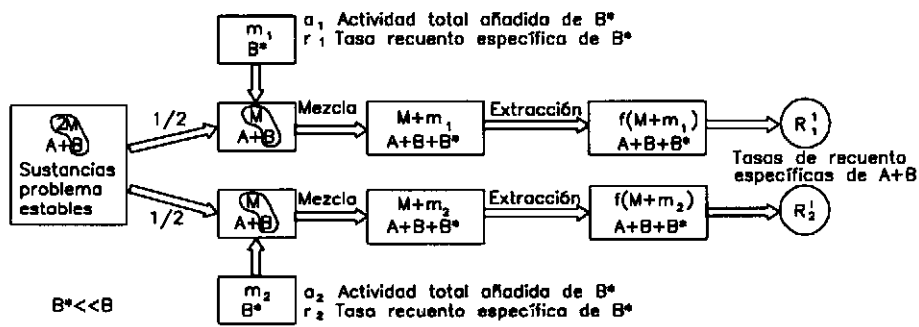 a₁ Actividad total añadida de B*
r₁ Tasa recuento específica de B*
m₁
B*
2M
A+B
Sustancias
problema
estables
1/2
M
A+B
Mezcla
M+m₁
A+B+B*
Extracción
f(M+m₁)
A+B+B*
R¹₁
Tasas de recuento
específicas de A+B
1/2
M
A+B
Mezcla
M+m₂
A+B+B*
Extracción
f(M+m₂)
A+B+B*
R¹₂
m₂
B*
a₂ Actividad total añadida de B*
r₂ Tasa recuento específica de B*
B*<<B